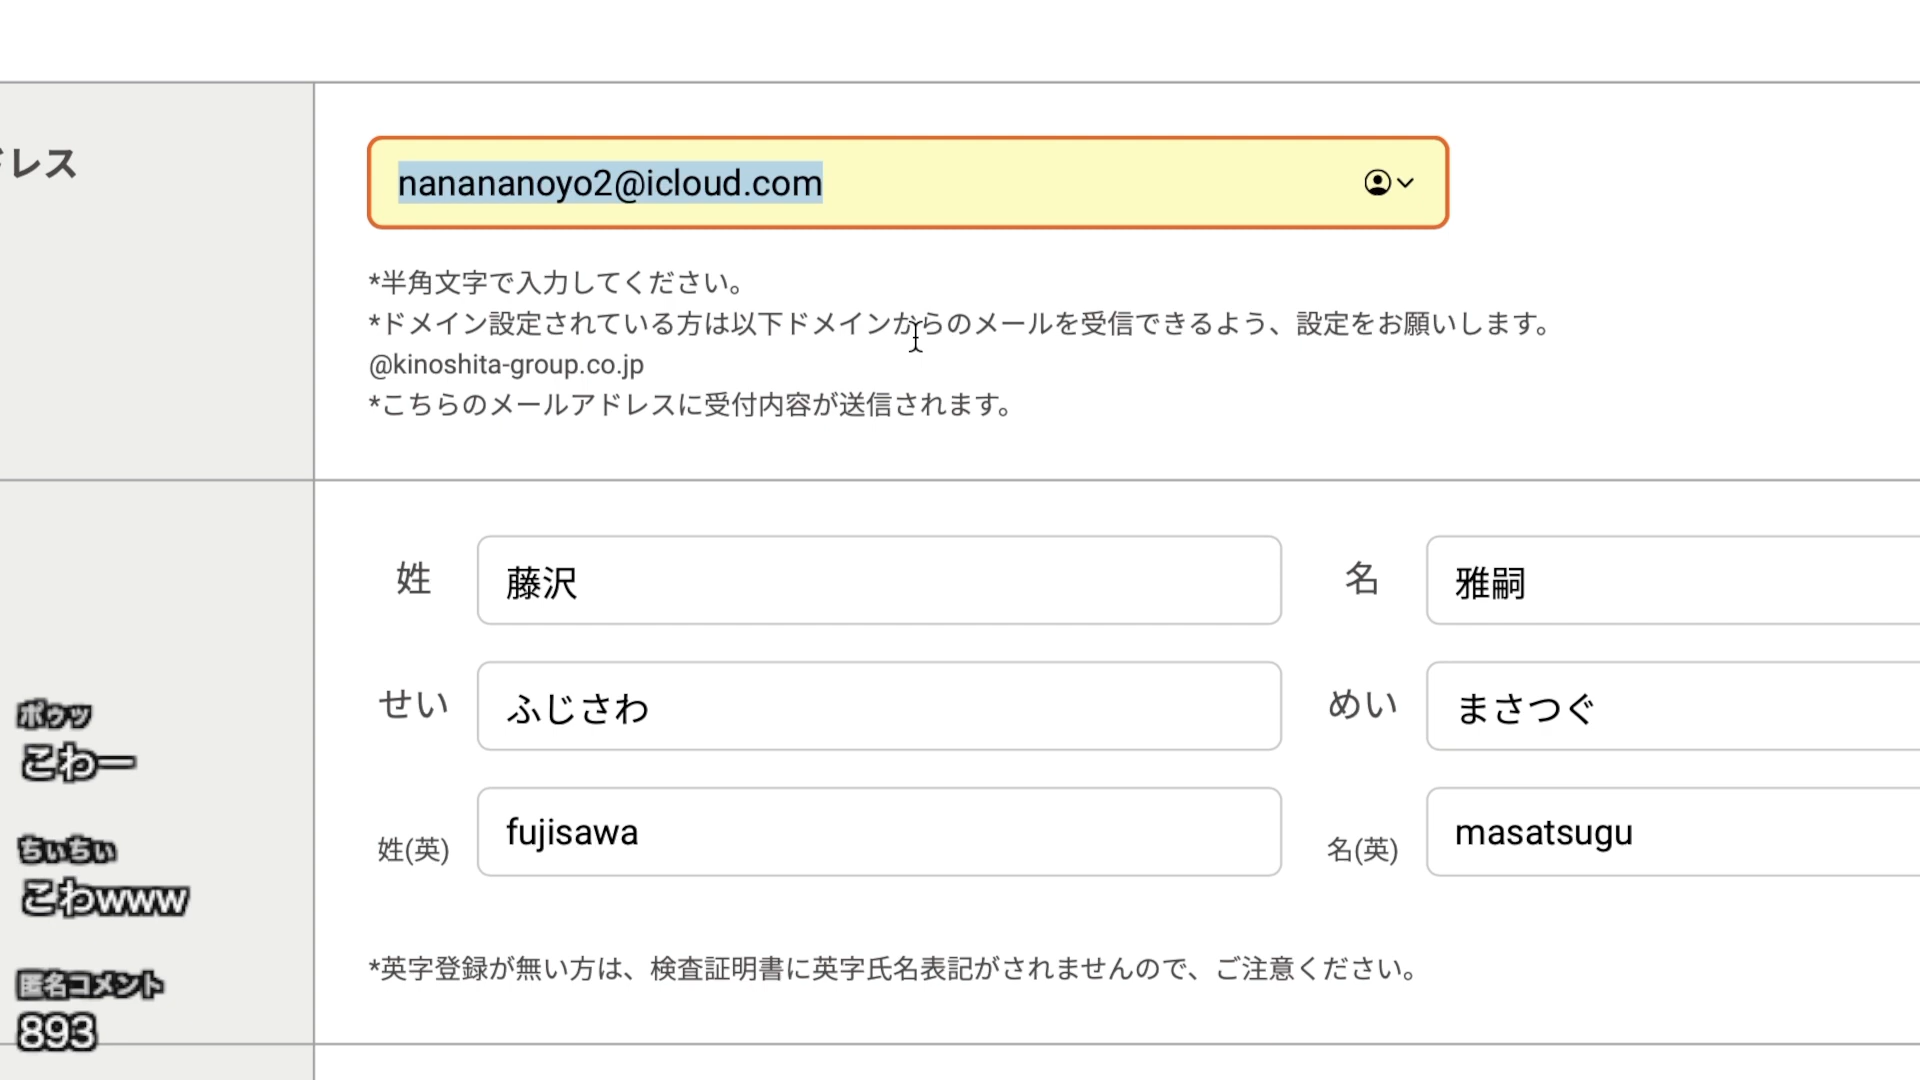 ドレス
nanananoyo2@icloud.com
*半角文字で入力してください。
*ドメイン設定されている方は以下ドメインからのメールを受信できるよう、設定をお願いします。
@kinoshita-group.co.jp
*こちらのメールアドレスに受付内容が送信されます。
姓 藤沢 名 雅嗣
せい ふじさわ めい まさつぐ
姓(英) fujisawa 名(英) masatsugu
*英字登録が無い方は、検査証明書に英字氏名表記がされませんので、ご注意ください。
ポゥッ
こわー
ちぃちぃ
こわwww
匿名コメント
893